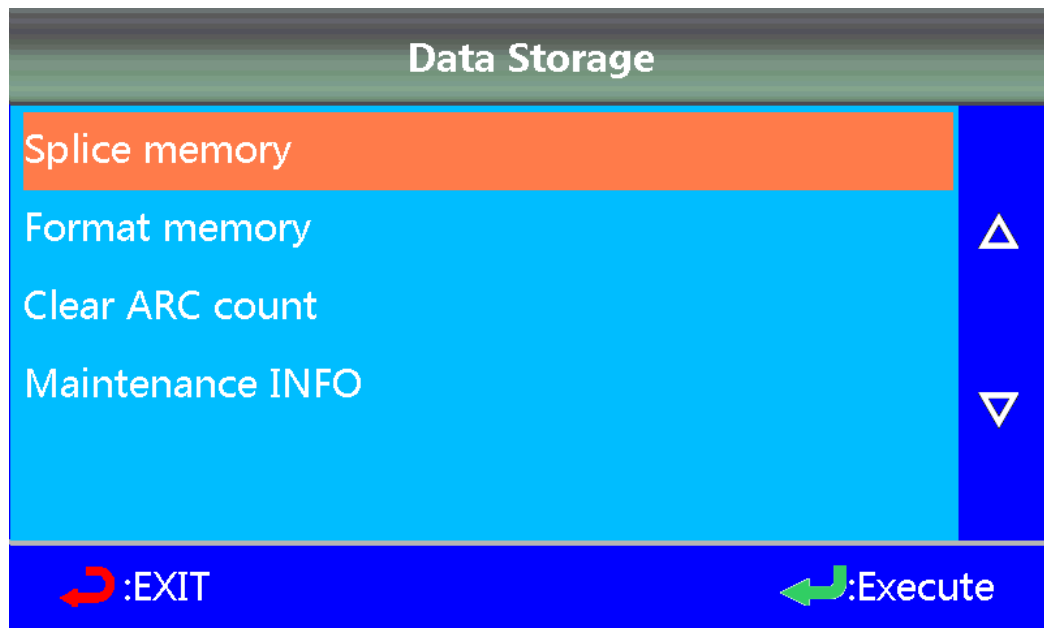 Data Storage
Splice memory
Format memory
Clear ARC count
Maintenance INFO
:EXIT :Execute